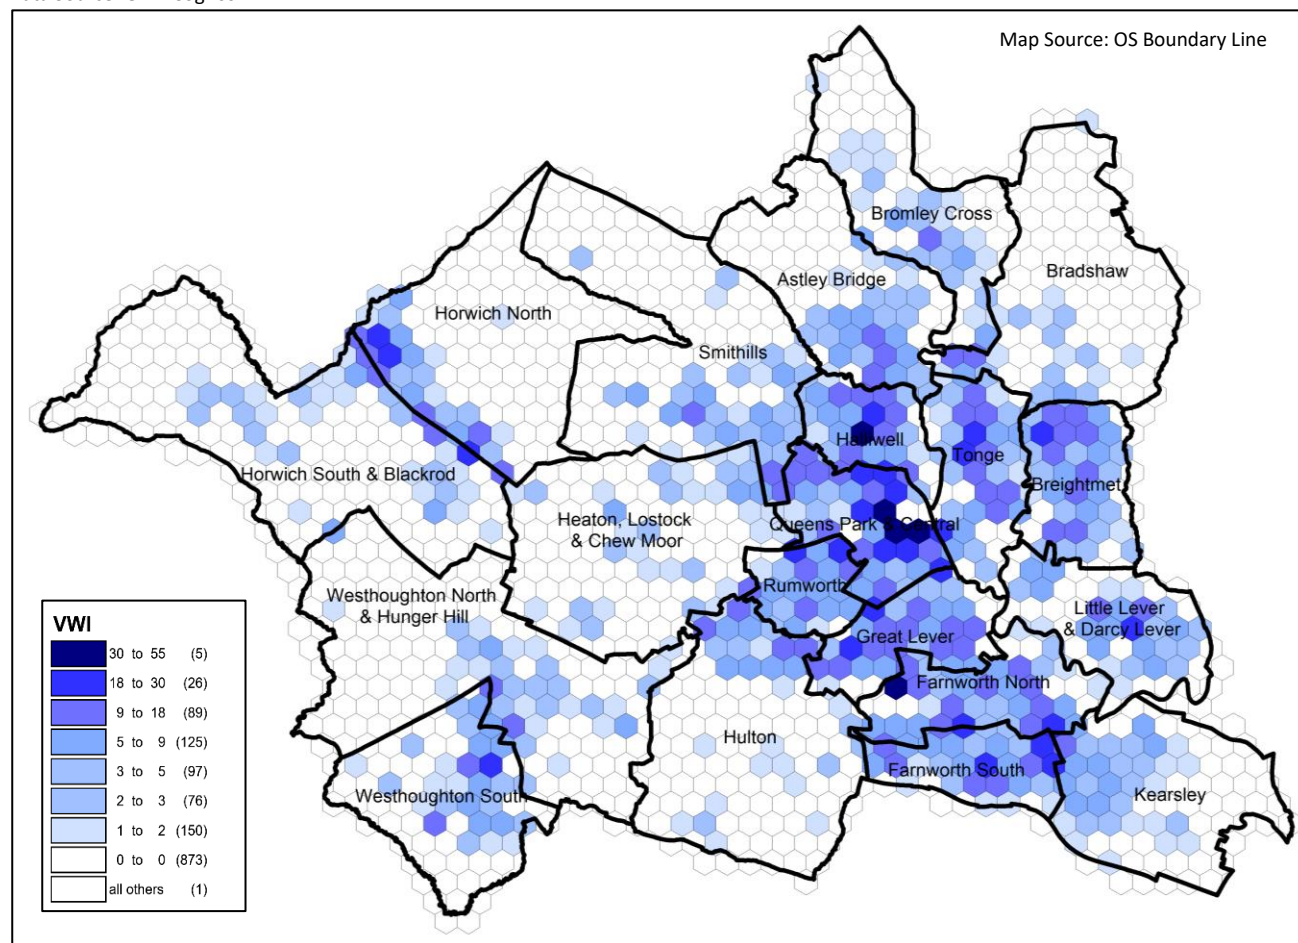 Map Source: OS Boundary Line
Bromley Cross
Bradshaw
Astley Bridge
Horwich North
Smithills
Halliwell
Tonge
Horwich South & Blackrod
Breightmet
Heaton, Lostock
& Chew Moor
Queens Park & Central
Rumworth
Westhoughton North
& Hunger Hill
Little Lever
& Darcy Lever
Great Lever
Farnworth North
Hulton
Farnworth South
Westhoughton South
Kearsley
VWI
30 to 55 (5)
18 to 30 (26)
9 to 18 (89)
5 to 9 (125)
3 to 5 (97)
2 to 3 (76)
1 to 2 (150)
0 to 0 (873)
all others (1)